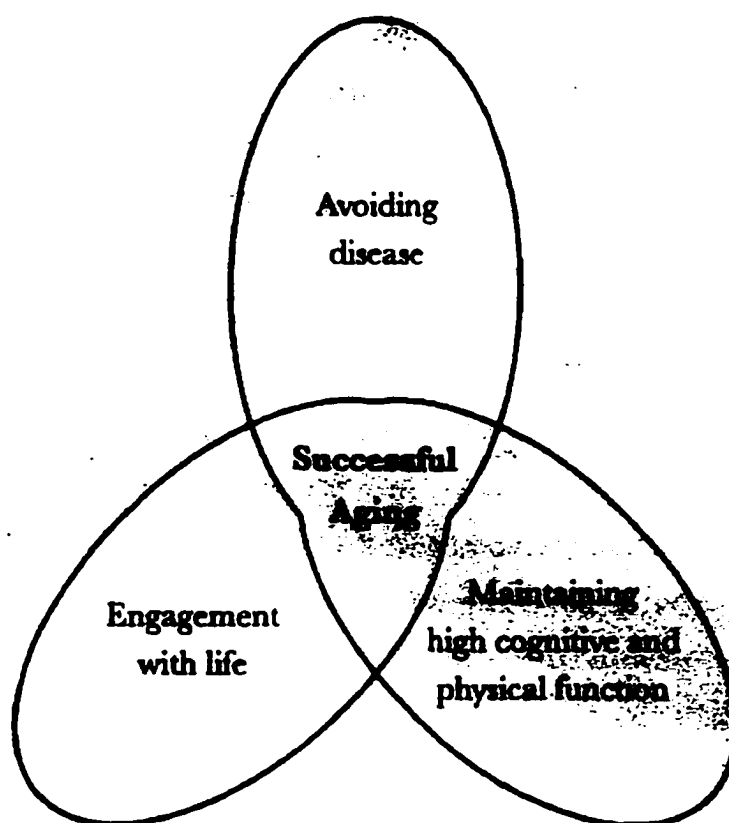 Avoiding
disease
Successful
Aging
Engagement
with life
Maintaining
high cognitive and
physical function